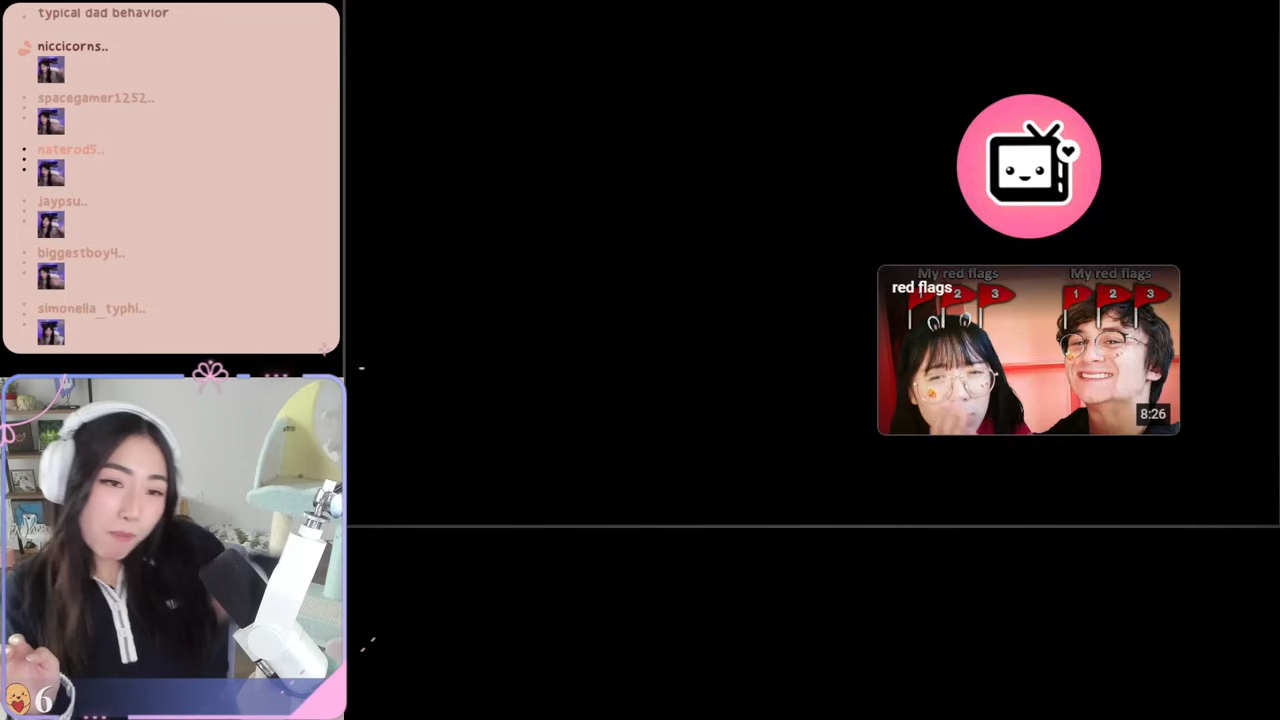 typical dad behavior
niccicorns..
spacegamer1252..
naterod5..
jaypsu..
biggestboy4..
simonella_typhi..
My red flags
My red flags
red flags
1 2 3
1 2 3
8:26
6